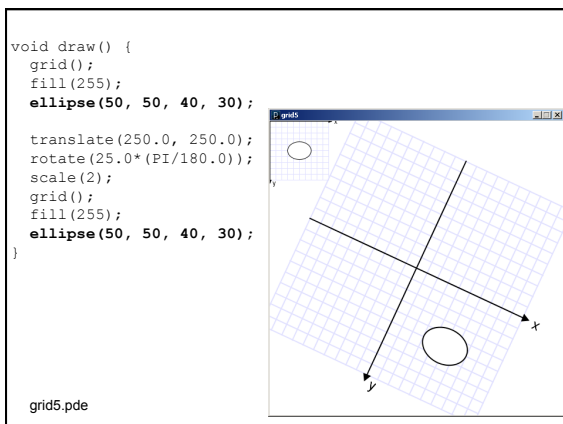 void draw() {
grid();
fill(255);
ellipse(50, 50, 40, 30);
translate(250.0, 250.0);
rotate(25.0*(PI/180.0));
scale(2);
grid();
fill(255);
ellipse(50, 50, 40, 30);
}
grid5.pde
grid5
x
y
x
y